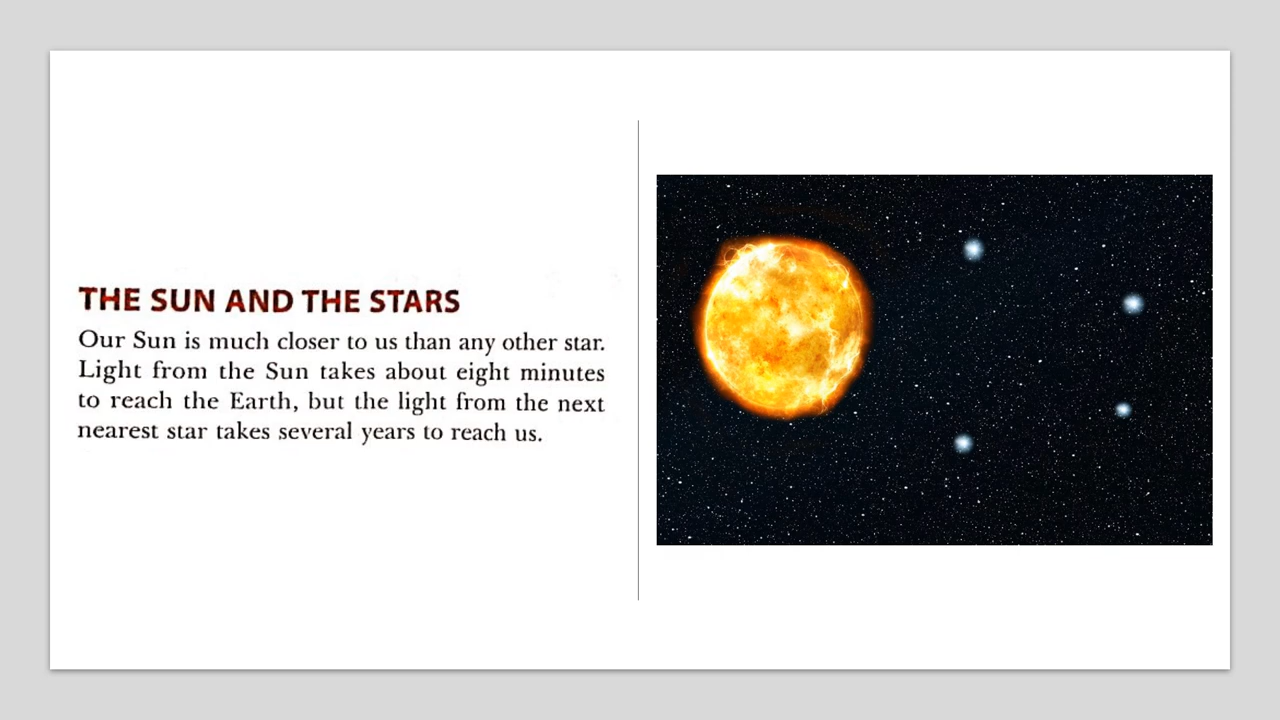 THE SUN AND THE STARS
Our Sun is much closer to us than any other star.
Light from the Sun takes about eight minutes
to reach the Earth, but the light from the next
nearest star takes several years to reach us.